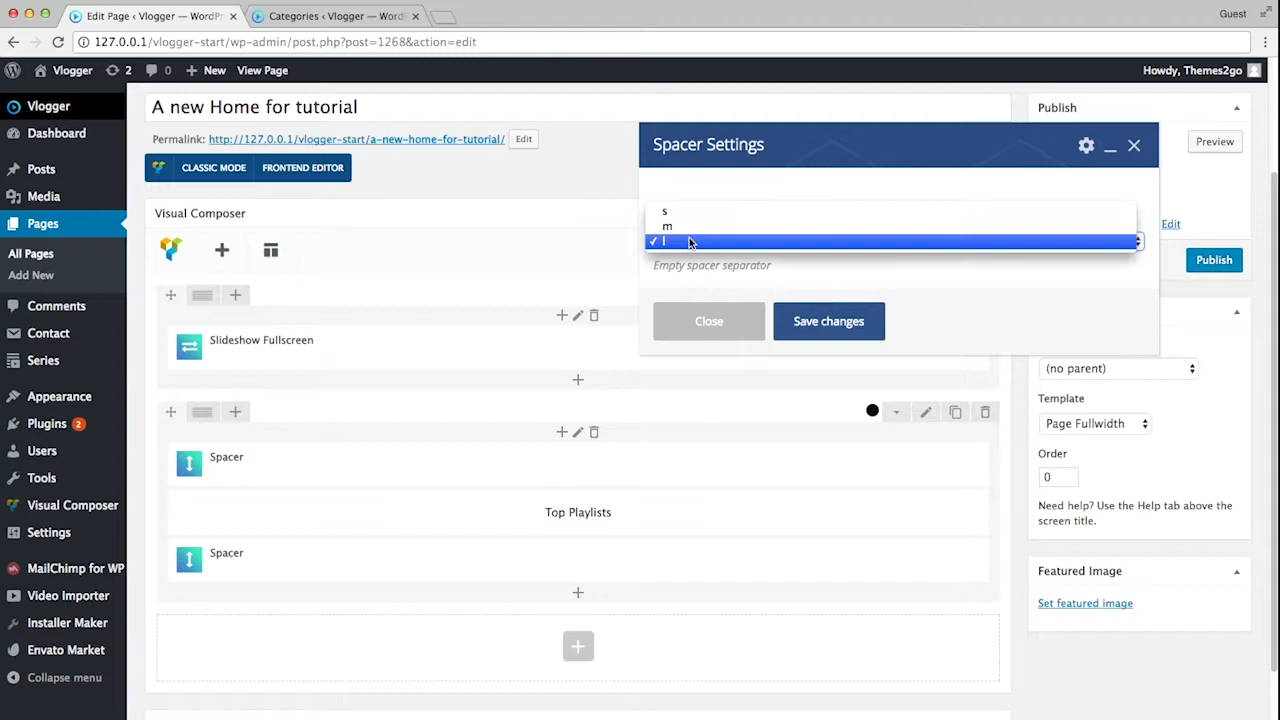 Edit Page ‹ Vlogger — WordPr
Categories ‹ Vlogger — WordP
Guest
127.0.0.1/vlogger-start/wp-admin/post.php?post=1268&action=edit
Vlogger
2
0
New
View Page
Howdy, Themes2go
Vlogger
Dashboard
Posts
Media
Pages
All Pages
Add New
Comments
Contact
Series
Appearance
Plugins 2
Users
Tools
Visual Composer
Settings
MailChimp for WP
Video Importer
Installer Maker
Envato Market
Collapse menu
A new Home for tutorial
Permalink: http://127.0.0.1/vlogger-start/a-new-home-for-tutorial/ Edit
CLASSIC MODE
FRONTEND EDITOR
Visual Composer
Slideshow Fullscreen
Spacer
Top Playlists
Spacer
Spacer Settings
s
m
✓ l
Empty spacer separator
Close
Save changes
Publish
Preview
Edit
Publish
(no parent)
Template
Page Fullwidth
Order
0
Need help? Use the Help tab above the
screen title.
Featured Image
Set featured image